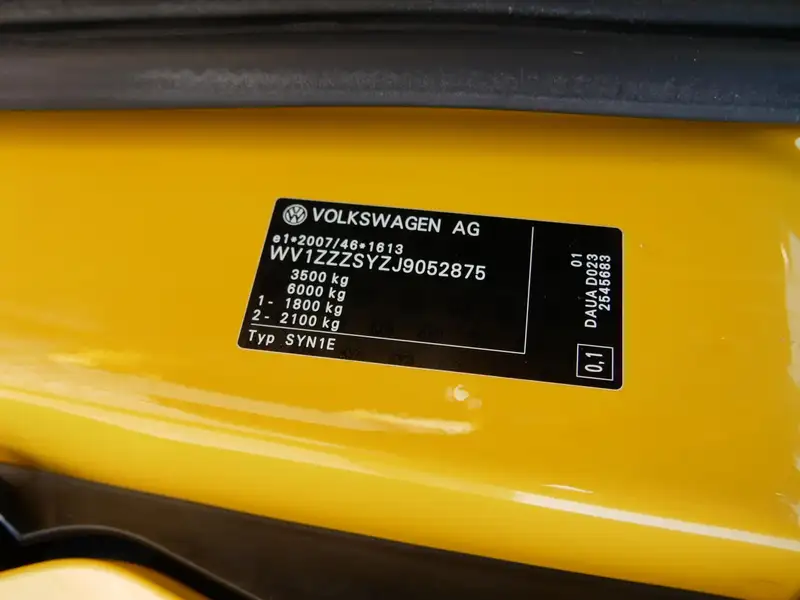 VOLKSWAGEN AG
e1*2007/46*1613
WV1ZZZSYZJ9052875
3500 kg
6000 kg
1- 1800 kg
2- 2100 kg
Typ SYN1E
01
DAUA D023
2545683
0,1